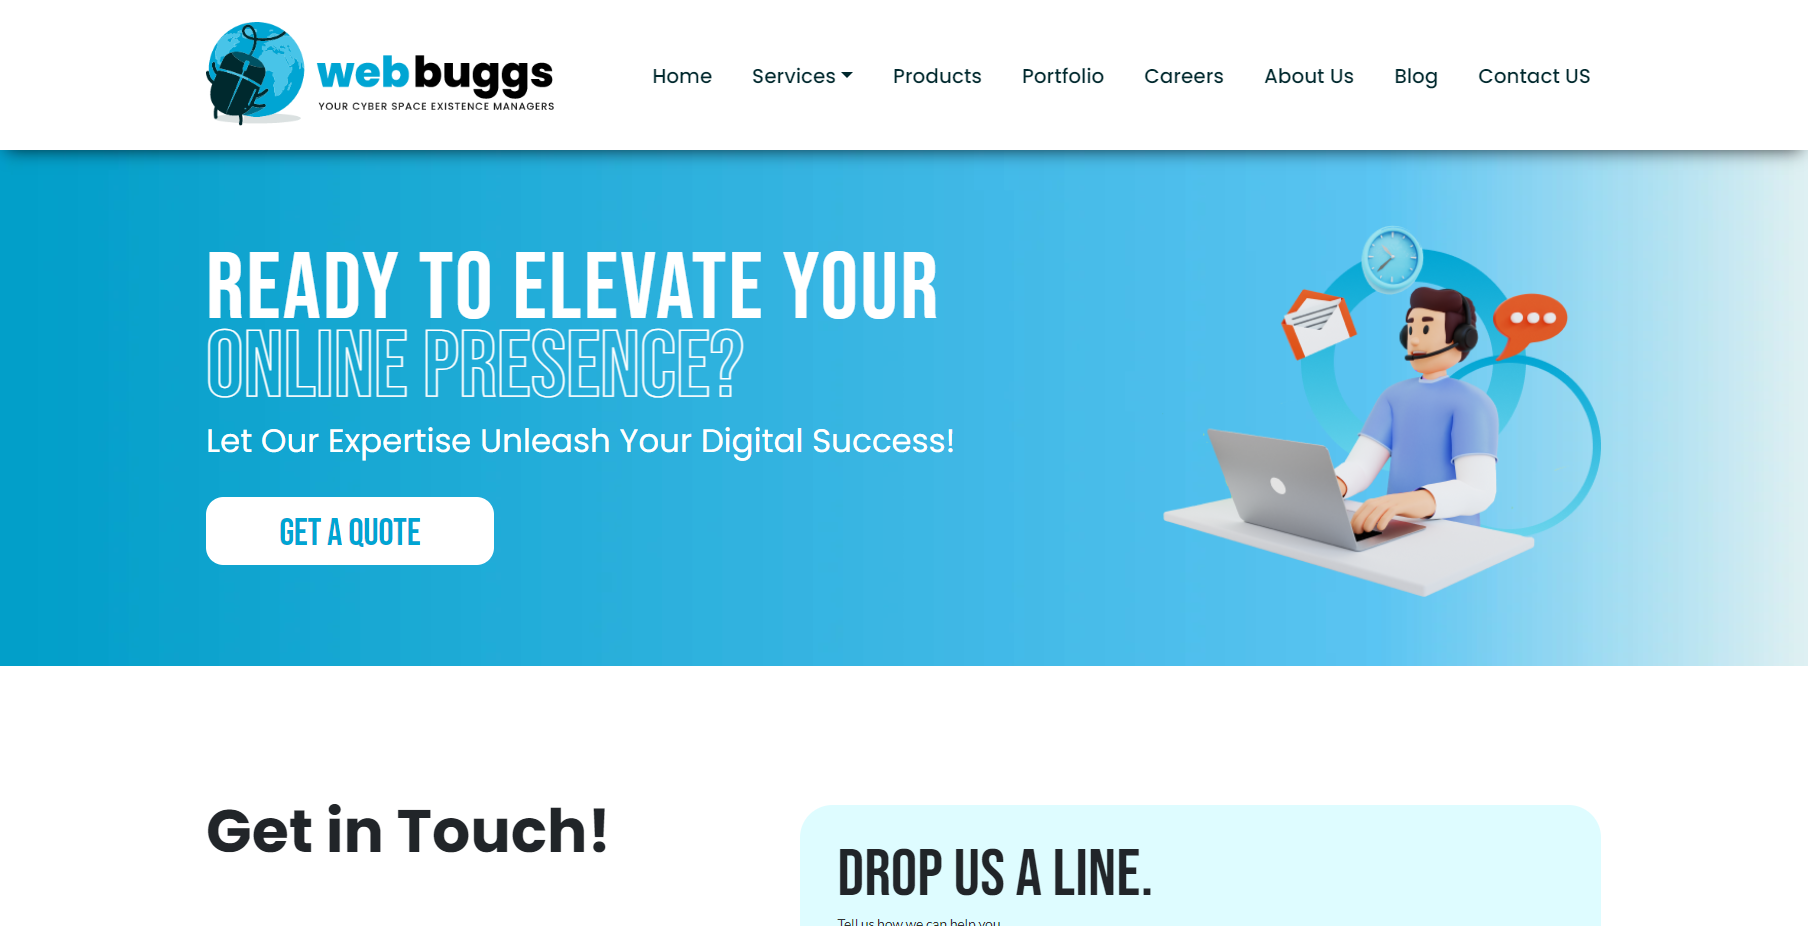 webbuggs
YOUR CYBER SPACE EXISTENCE MANAGERS
Home Services Products Portfolio Careers About Us Blog Contact US
READY TO ELEVATE YOUR
ONLINE PRESENCE?
Let Our Expertise Unleash Your Digital Success!
GET A QUOTE
Get in Touch!
DROP US A LINE.
Tell us how we can help you